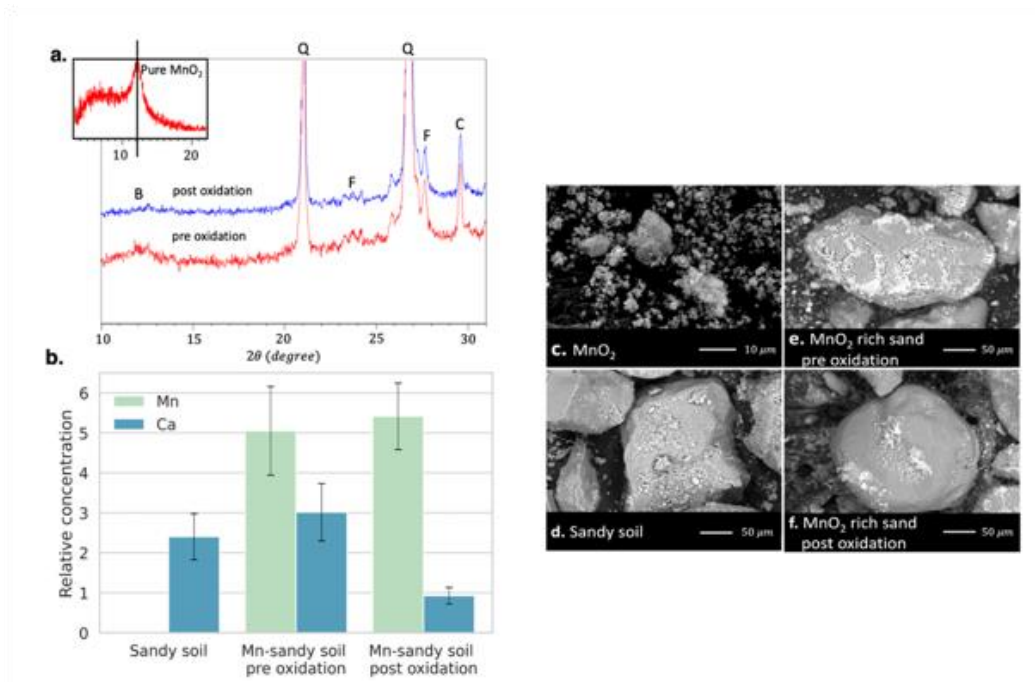 a.
Pure MnO₂
10 20
Q
Q
F
C
B
F
post oxidation
pre oxidation
10 15 20 25 30
2θ (degree)
b.
Relative concentration
6
5
4
3
2
1
0
Mn
Ca
Sandy soil
Mn-sandy soil
pre oxidation
Mn-sandy soil
post oxidation
c. MnO₂
10 μm
e. MnO₂ rich sand
pre oxidation
50 μm
d. Sandy soil
50 μm
f. MnO₂ rich sand
post oxidation
50 μm